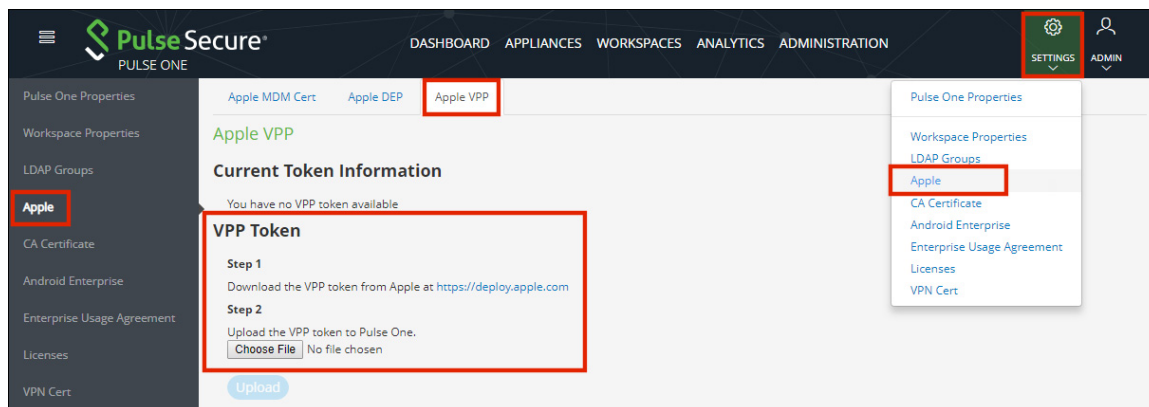 Pulse Secure®
PULSE ONE
DASHBOARD APPLIANCES WORKSPACES ANALYTICS ADMINISTRATION
SETTINGS
ADMIN
Pulse One Properties
Workspace Properties
LDAP Groups
Apple
CA Certificate
Android Enterprise
Enterprise Usage Agreement
Licenses
VPN Cert
Apple MDM Cert
Apple DEP
Apple VPP
Apple VPP
Current Token Information
You have no VPP token available
VPP Token
Step 1
Download the VPP token from Apple at https://deploy.apple.com
Step 2
Upload the VPP token to Pulse One.
Choose File No file chosen
Upload
Pulse One Properties
Workspace Properties
LDAP Groups
Apple
CA Certificate
Android Enterprise
Enterprise Usage Agreement
Licenses
VPN Cert